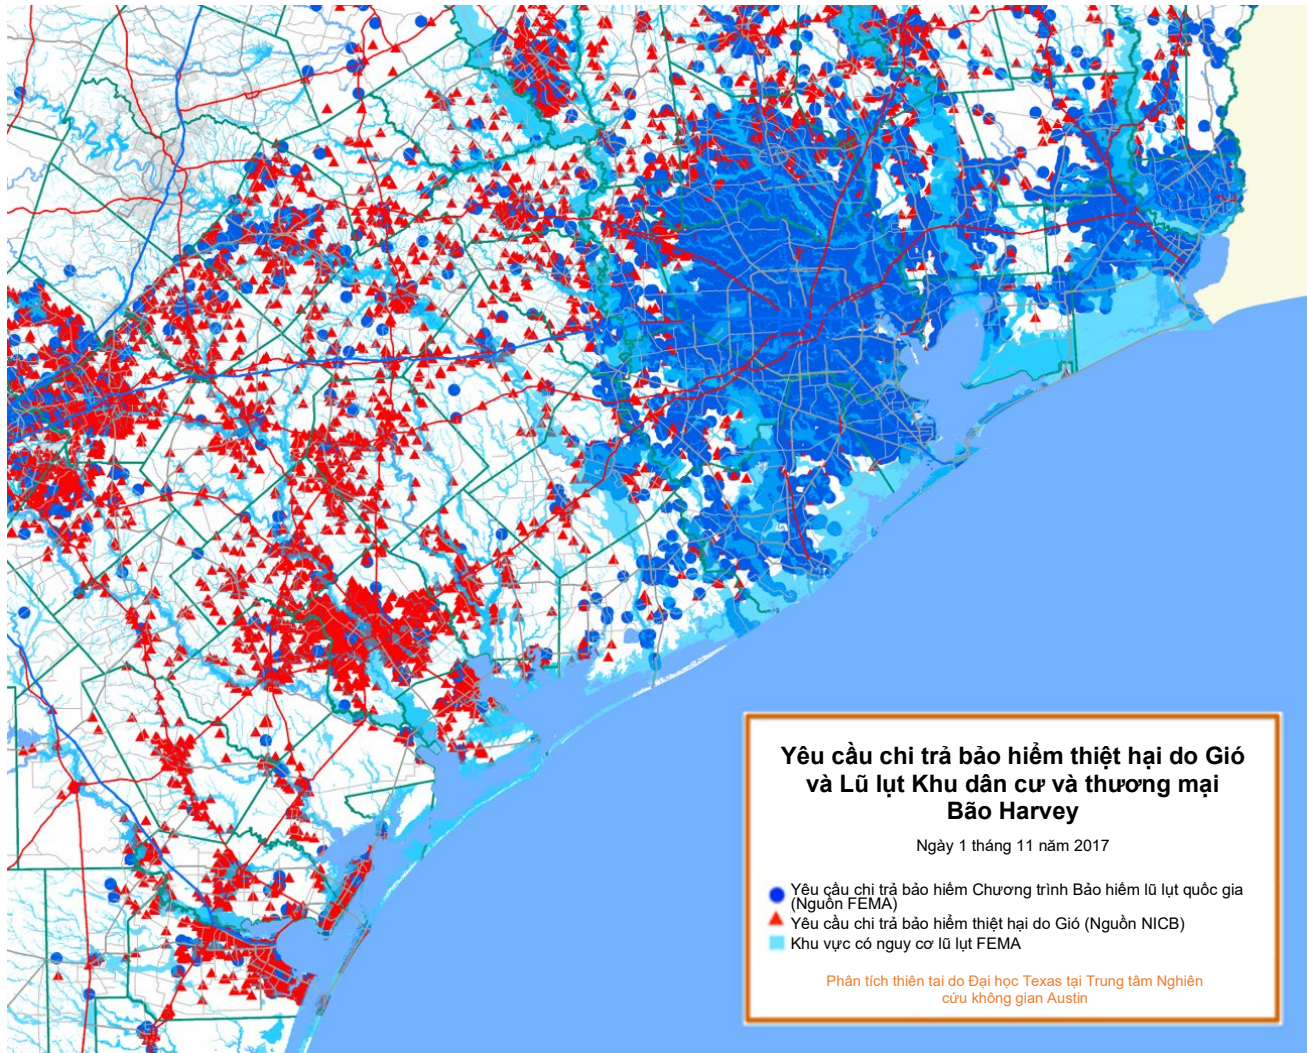 Yêu cầu chi trả bảo hiểm thiệt hại do Gió
và Lũ lụt Khu dân cư và thương mại
Bão Harvey
Ngày 1 tháng 11 năm 2017
Yêu cầu chi trả bảo hiểm Chương trình Bảo hiểm lũ lụt quốc gia
(Nguồn FEMA)
Yêu cầu chi trả bảo hiểm thiệt hại do Gió (Nguồn NICB)
Khu vực có nguy cơ lũ lụt FEMA
Phân tích thiên tai do Đại học Texas tại Trung tâm Nghiên
cứu không gian Austin